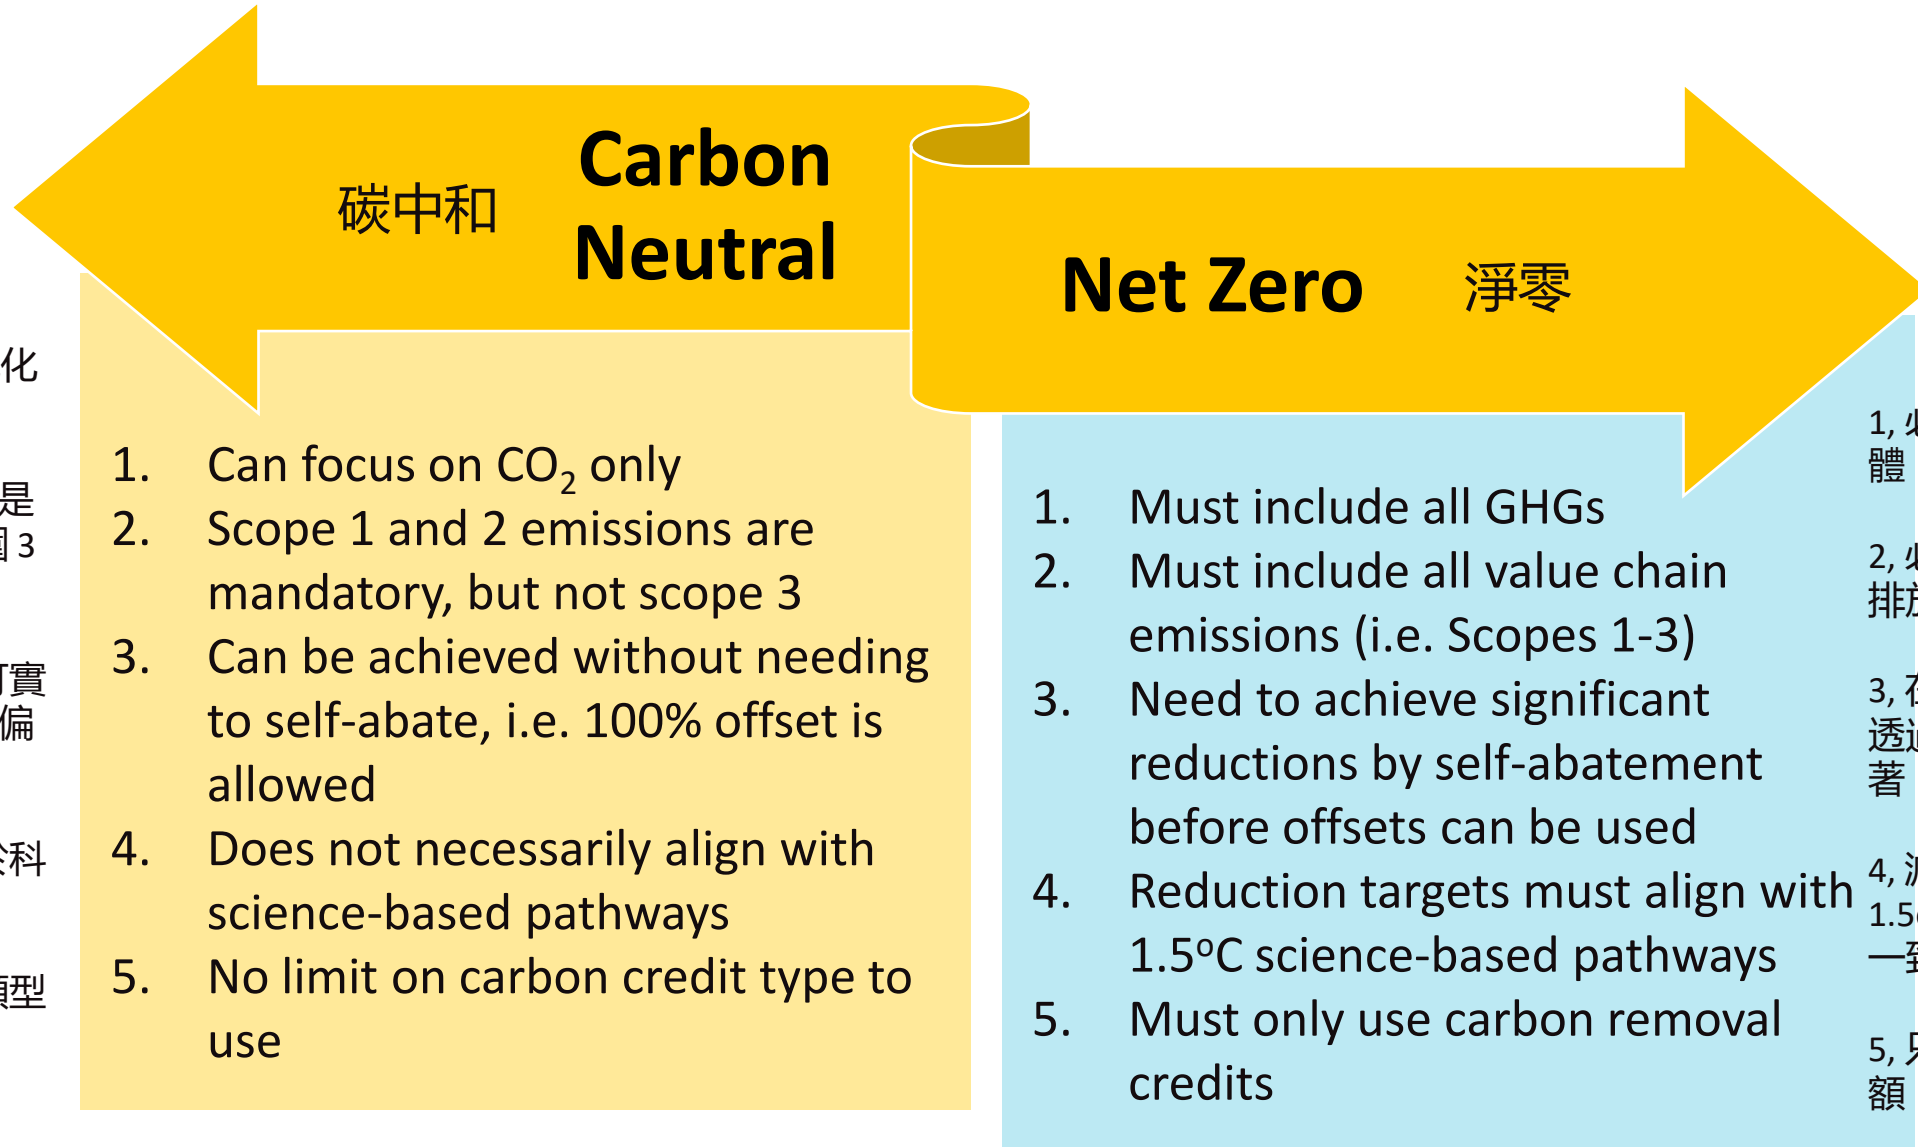 碳中和
Carbon
Neutral
Net Zero
淨零
化
是
3
實
偏
科
型
1. Can focus on CO₂ only
2. Scope 1 and 2 emissions are
mandatory, but not scope 3
3. Can be achieved without needing
to self-abate, i.e. 100% offset is
allowed
4. Does not necessarily align with
science-based pathways
5. No limit on carbon credit type to
use
1. Must include all GHGs
2. Must include all value chain
emissions (i.e. Scopes 1-3)
3. Need to achieve significant
reductions by self-abatement
before offsets can be used
4. Reduction targets must align with
1.5ºC science-based pathways
5. Must only use carbon removal
credits
1,
體
2,
排
3,
透
著
4,
1.5
一
5,
額